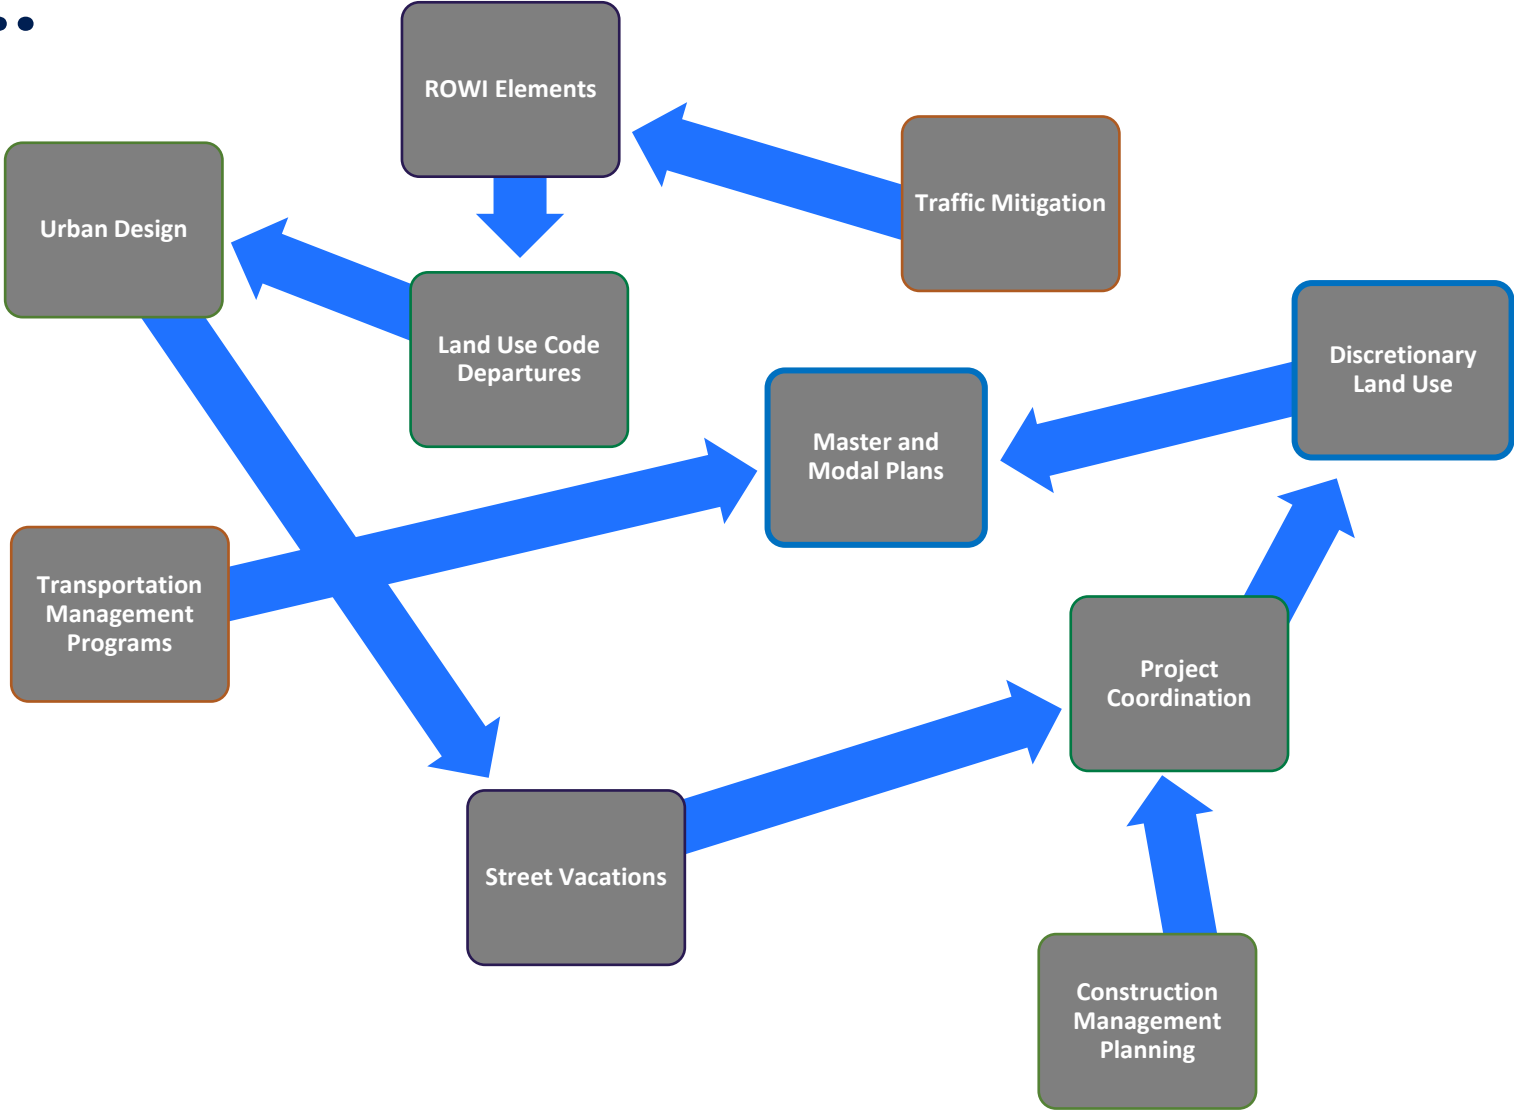 ROWI Elements
Traffic Mitigation
Urban Design
Land Use Code
Departures
Discretionary
Land Use
Master and
Modal Plans
Transportation
Management
Programs
Project
Coordination
Street Vacations
Construction
Management
Planning